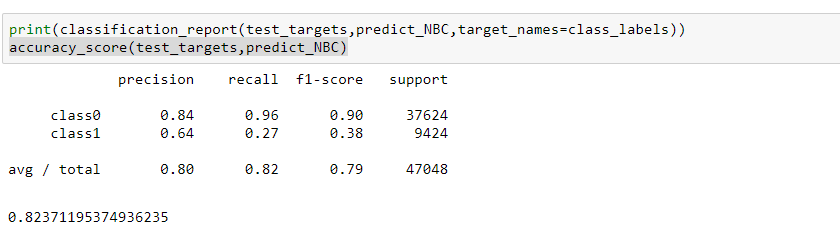 print(classification_report(test_targets,predict_NBC,target_names=class_labels))
accuracy_score(test_targets,predict_NBC)
precision recall f1-score support
class0 0.84 0.96 0.90 37624
class1 0.64 0.27 0.38 9424
avg / total 0.80 0.82 0.79 47048
0.82371195374936235